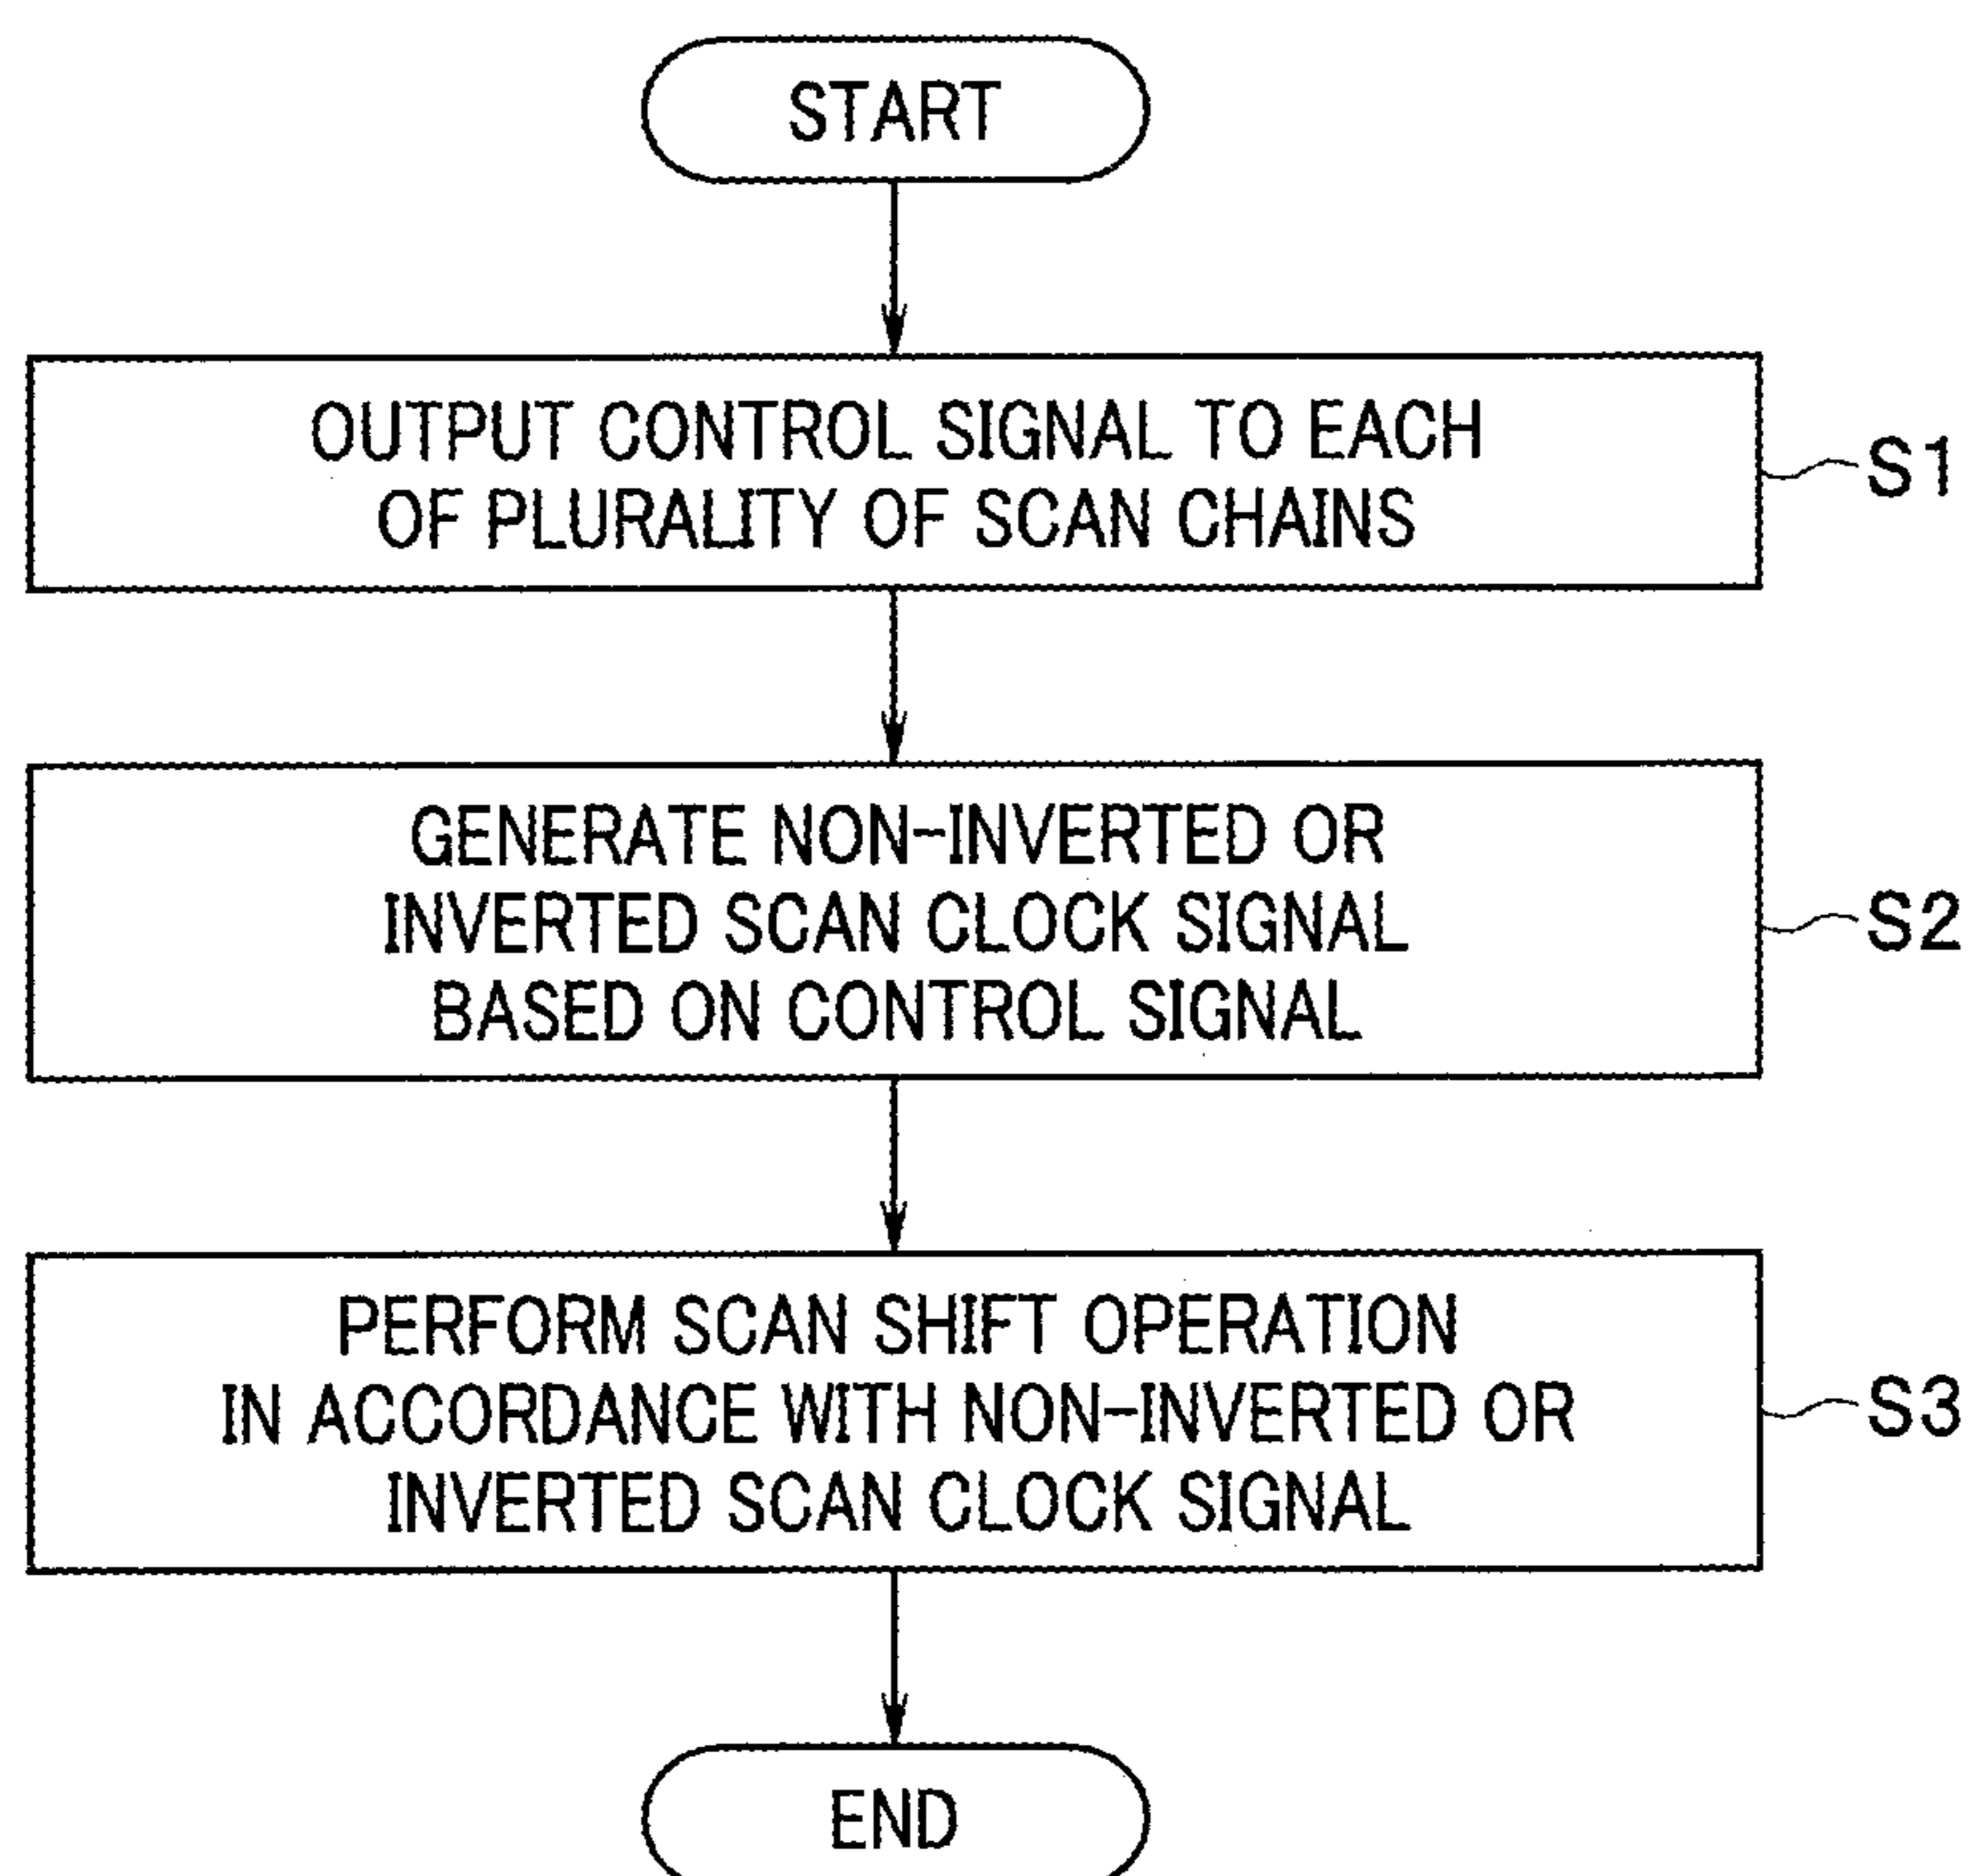 START
OUTPUT CONTROL SIGNAL TO EACH
OF PLURALITY OF SCAN CHAINS
S1
GENERATE NON-INVERTED OR
INVERTED SCAN CLOCK SIGNAL
BASED ON CONTROL SIGNAL
S2
PERFORM SCAN SHIFT OPERATION
IN ACCORDANCE WITH NON-INVERTED OR
INVERTED SCAN CLOCK SIGNAL
S3
END